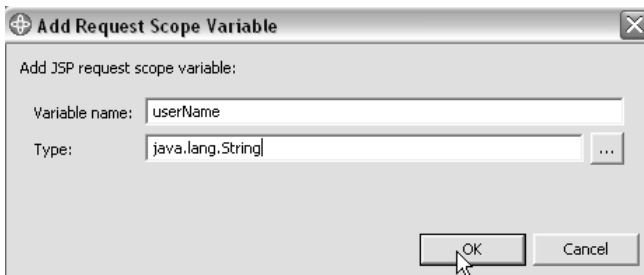 Add Request Scope Variable
Add JSP request scope variable:
Variable name: userName
Type: java.lang.String ...
OK Cancel